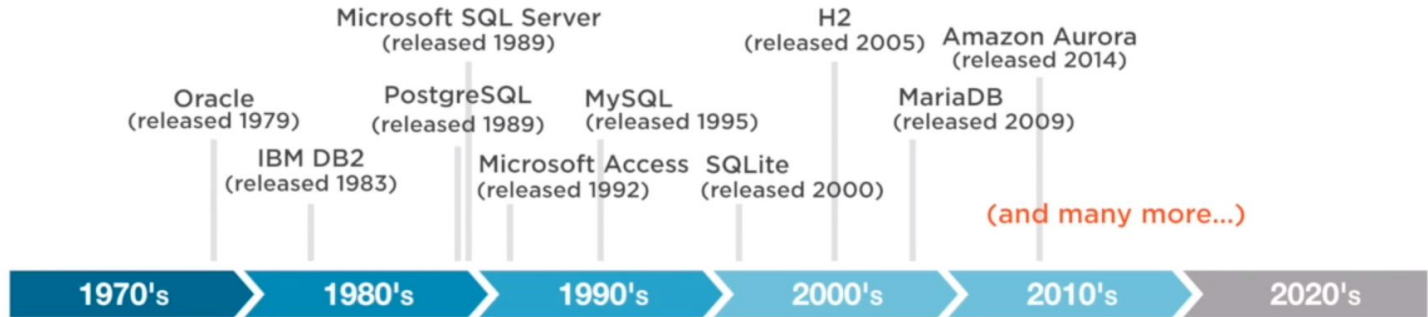 Microsoft SQL Server
(released 1989)
H2
(released 2005)
Amazon Aurora
(released 2014)
Oracle
(released 1979)
PostgreSQL
(released 1989)
MySQL
(released 1995)
MariaDB
(released 2009)
IBM DB2
(released 1983)
Microsoft Access
(released 1992)
SQLite
(released 2000)
(and many more...)
1970's
1980's
1990's
2000's
2010's
2020's